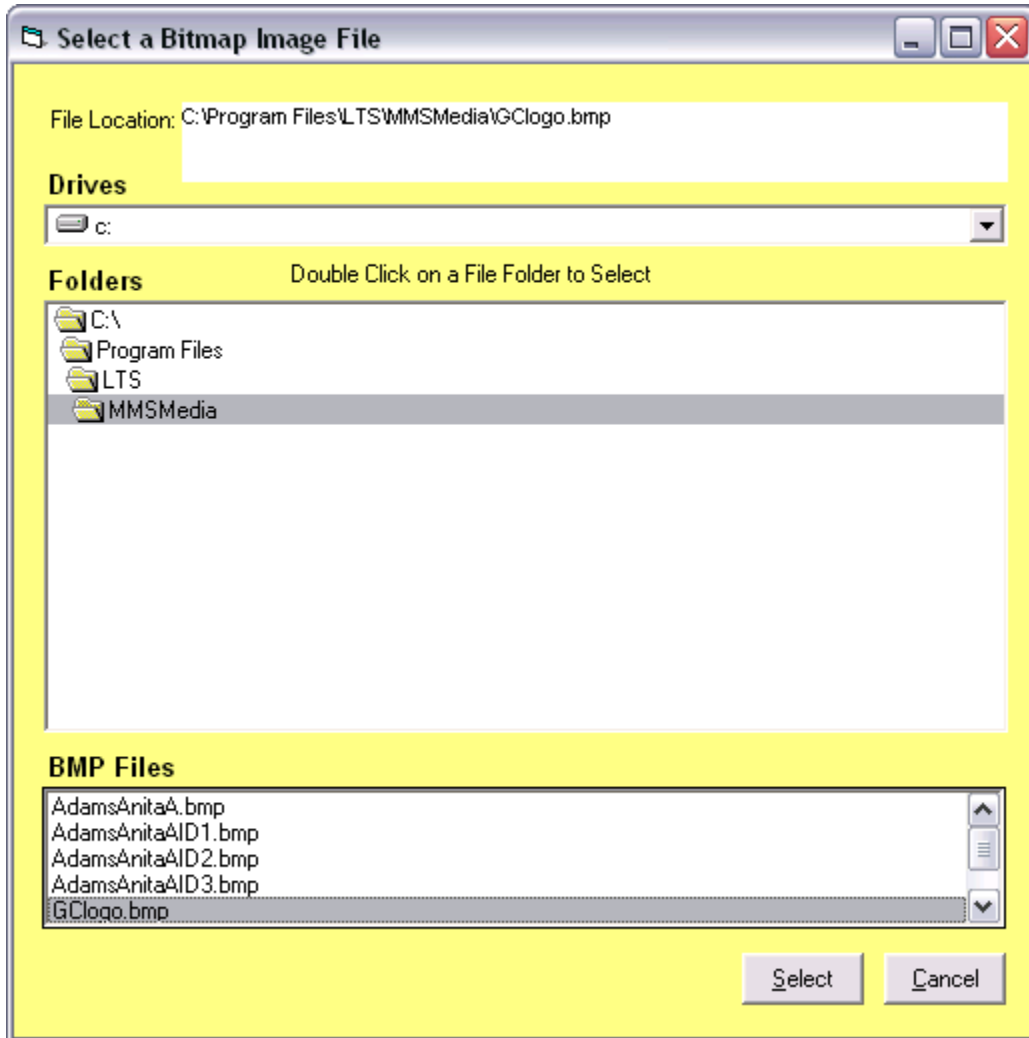 Select a Bitmap Image File
File Location: C:\Program Files\LTS\MMSMedia\GClogo.bmp
Drives
c:
Folders Double Click on a File Folder to Select
C:\
Program Files
LTS
MMSMedia
BMP Files
AdamsAnitaA.bmp
AdamsAnitaAID1.bmp
AdamsAnitaAID2.bmp
AdamsAnitaAID3.bmp
GClogo.bmp
Select Cancel